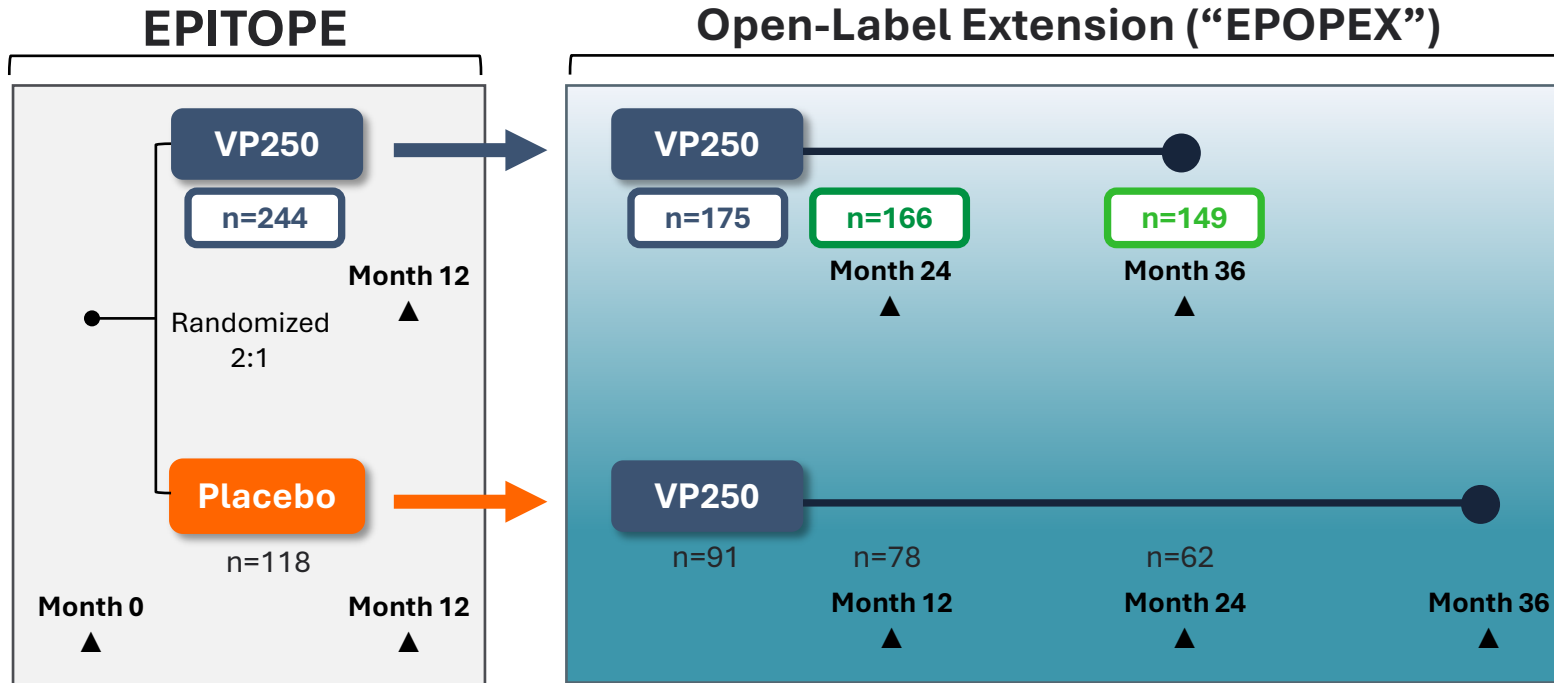 EPITOPE
Open-Label Extension (“EPOPEX”)
VP250
n=244
Month 12
Randomized
2:1
Placebo
n=118
Month 0
Month 12
VP250
n=175
n=166
n=149
Month 24
Month 36
VP250
n=91
n=78
n=62
Month 12
Month 24
Month 36